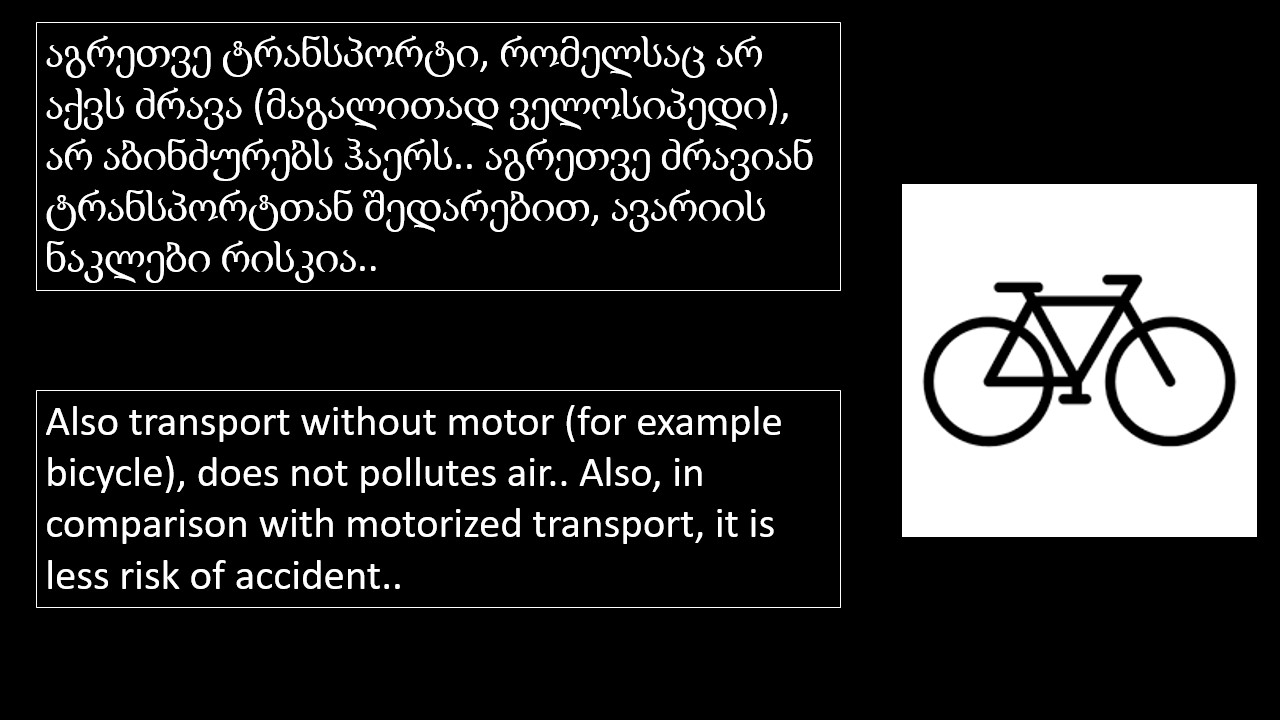 აგრეთვე ტრანსპორტი, რომელსაც არ
აქვს ძრავა (მაგალითად ველოსიპედი),
არ აბინძურებს ჰაერს.. აგრეთვე ძრავიან
ტრანსპორტთან შედარებით, ავარიის
ნაკლები რისკია..
Also transport without motor (for example
bicycle), does not pollutes air.. Also, in
comparison with motorized transport, it is
less risk of accident..